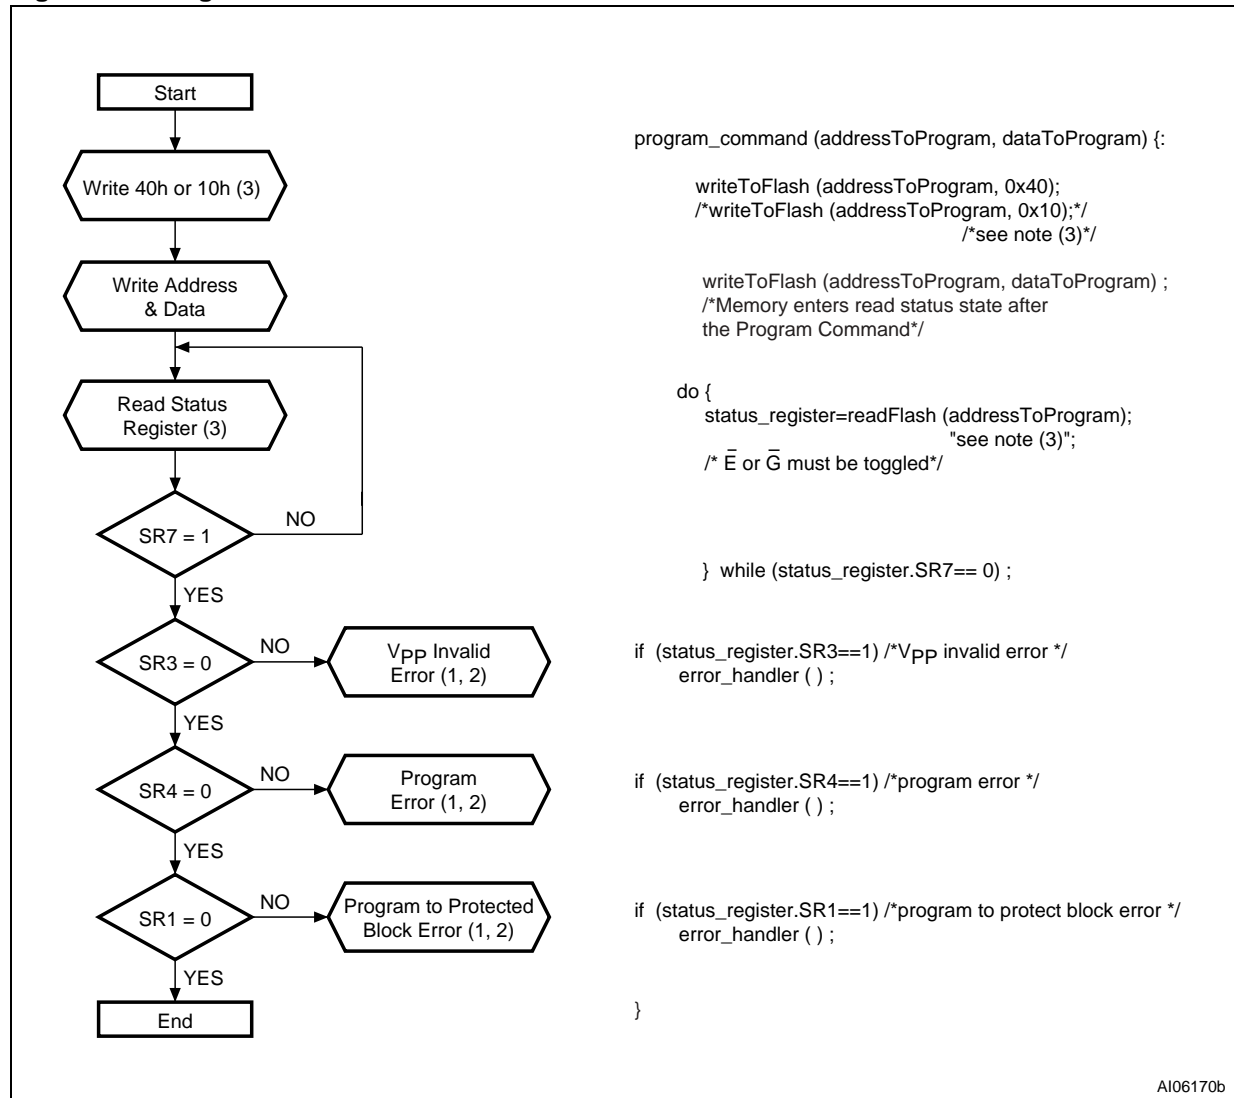 Start
Write 40h or 10h (3)
Write Address
& Data
Read Status
Register (3)
SR7 = 1
NO
YES
SR3 = 0
NO
VPP Invalid
Error (1, 2)
YES
SR4 = 0
NO
Program
Error (1, 2)
YES
SR1 = 0
NO
Program to Protected
Block Error (1, 2)
YES
End
program_command (addressToProgram, dataToProgram) {:
writeToFlash (addressToProgram, 0x40);
/*writeToFlash (addressToProgram, 0x10);*/
/*see note (3)*/
writeToFlash (addressToProgram, dataToProgram) ;
/*Memory enters read status state after
the Program Command*/
do {
status_register=readFlash (addressToProgram);
"see note (3)";
/* E̅ or G̅ must be toggled*/
} while (status_register.SR7== 0) ;
if (status_register.SR3==1) /*VPP invalid error */
error_handler ( ) ;
if (status_register.SR4==1) /*program error */
error_handler ( ) ;
if (status_register.SR1==1) /*program to protect block error */
error_handler ( ) ;
}
AI06170b